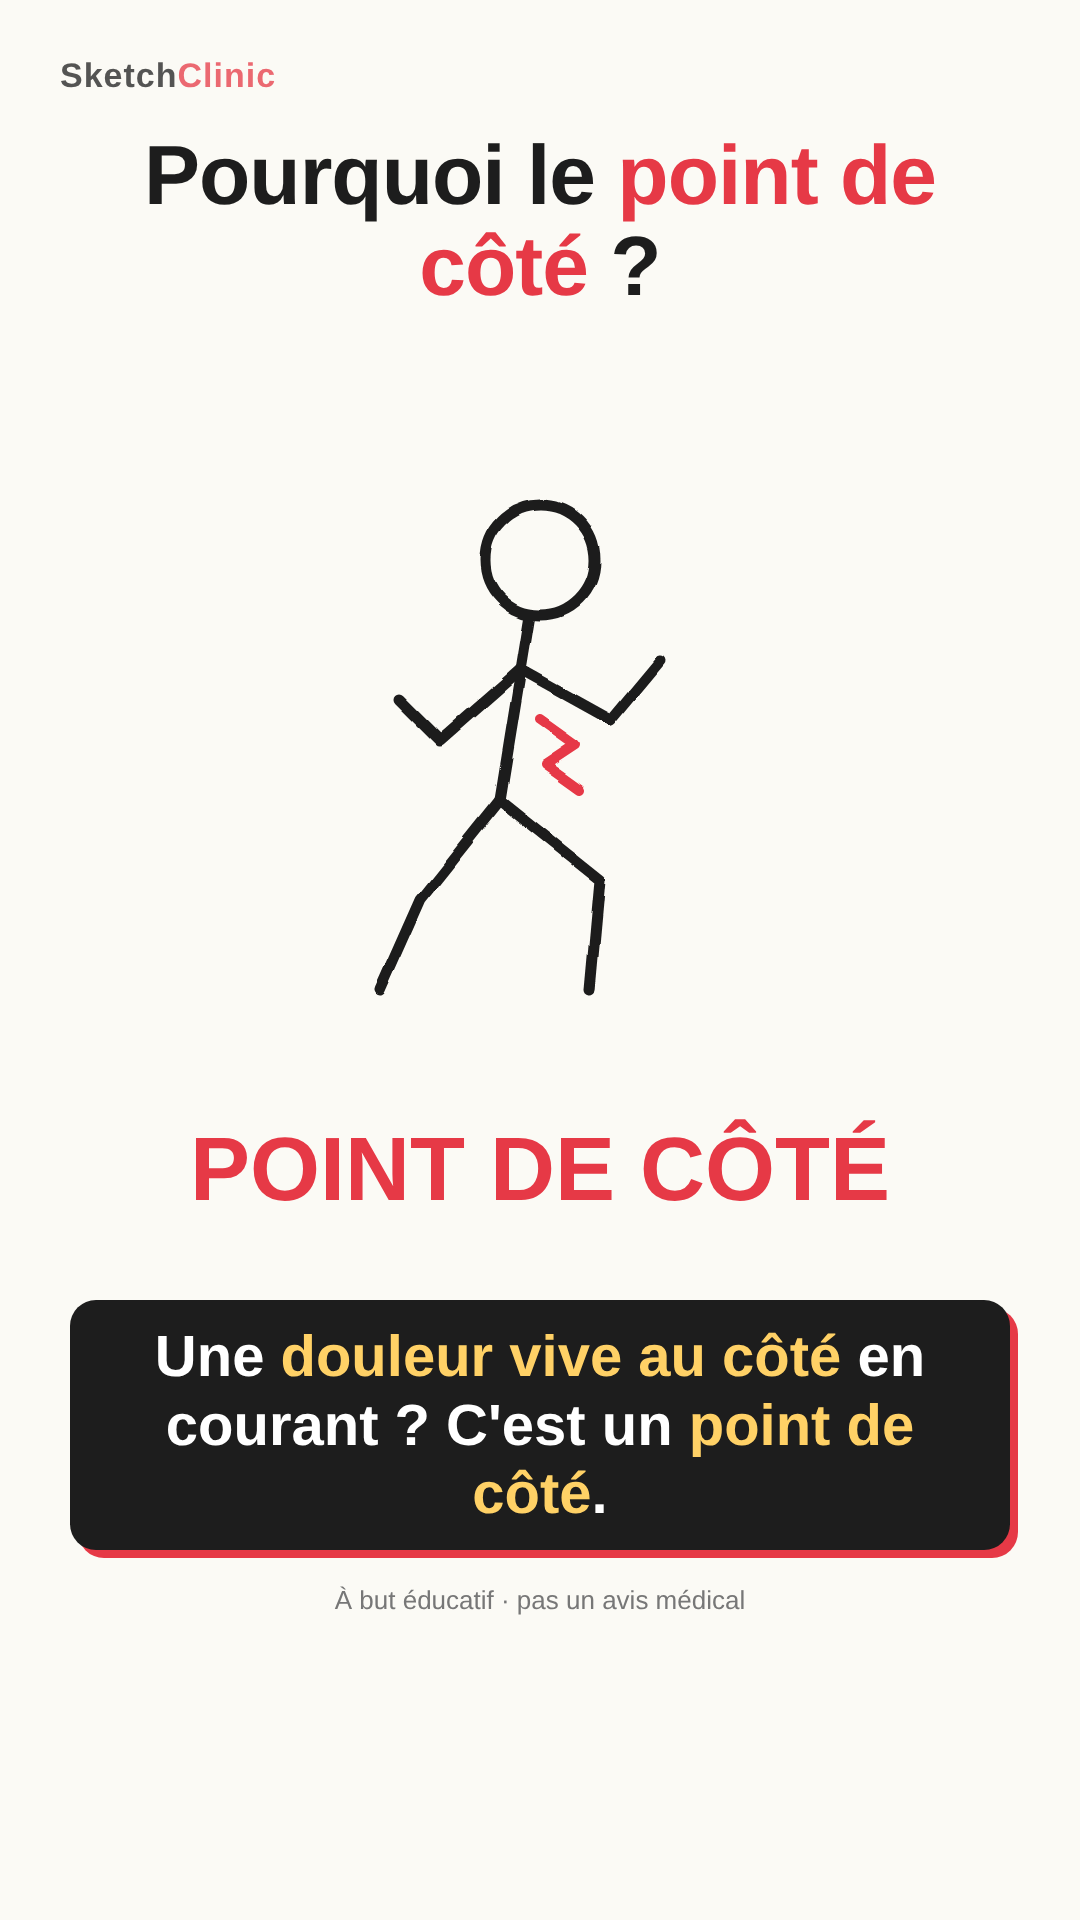 SketchClinic
Pourquoi le point de
côté ?
POINT DE CÔTÉ
Une douleur vive au côté en
courant ? C'est un point de
côté.
À but éducatif · pas un avis médical